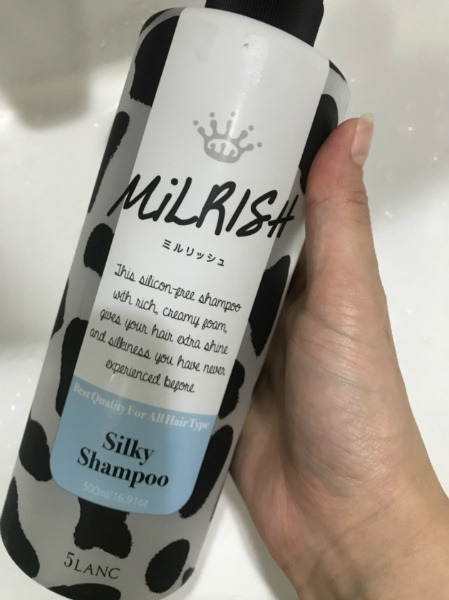 MiLRISH
ミルリッシュ
This silicon-free shampoo
with rich, creamy foam,
gives your hair extra shine
and silkiness you have never
experienced before
Best Quality For All Hair Type
Silky
Shampoo
500ml/16.91oz
5LANC